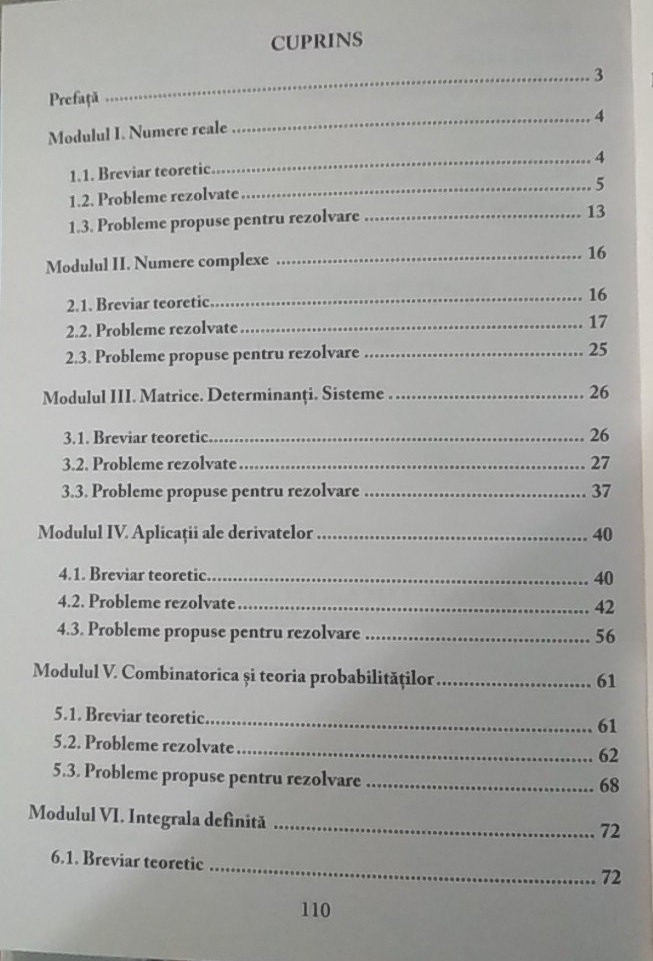 CUPRINS
Prefață ........................................................ 3
Modulul I. Numere reale ........................................................ 4
1.1. Breviar teoretic........................................................ 4
1.2. Probleme rezolvate........................................................ 5
1.3. Probleme propuse pentru rezolvare ........................................ 13
Modulul II. Numere complexe ........................................................ 16
2.1. Breviar teoretic........................................................ 16
2.2. Probleme rezolvate........................................................ 17
2.3. Probleme propuse pentru rezolvare ........................................ 25
Modulul III. Matrice. Determinanți. Sisteme ................................... 26
3.1. Breviar teoretic........................................................ 26
3.2. Probleme rezolvate........................................................ 27
3.3. Probleme propuse pentru rezolvare ........................................ 37
Modulul IV. Aplicații ale derivatelor ................................................ 40
4.1. Breviar teoretic........................................................ 40
4.2. Probleme rezolvate........................................................ 42
4.3. Probleme propuse pentru rezolvare ........................................ 56
Modulul V. Combinatorica și teoria probabilităților............................ 61
5.1. Breviar teoretic........................................................ 61
5.2. Probleme rezolvate........................................................ 62
5.3. Probleme propuse pentru rezolvare ........................................ 68
Modulul VI. Integrala definită ........................................................ 72
6.1. Breviar teoretic ........................................................ 72
110